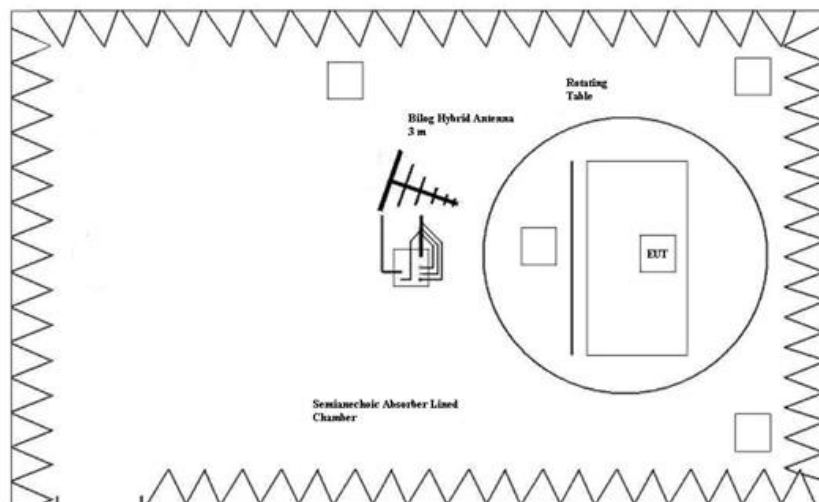 Rotating
Table
Bilog Hybrid Antenna
3 m
EUT
Semianechoic Absorber Lined
Chamber